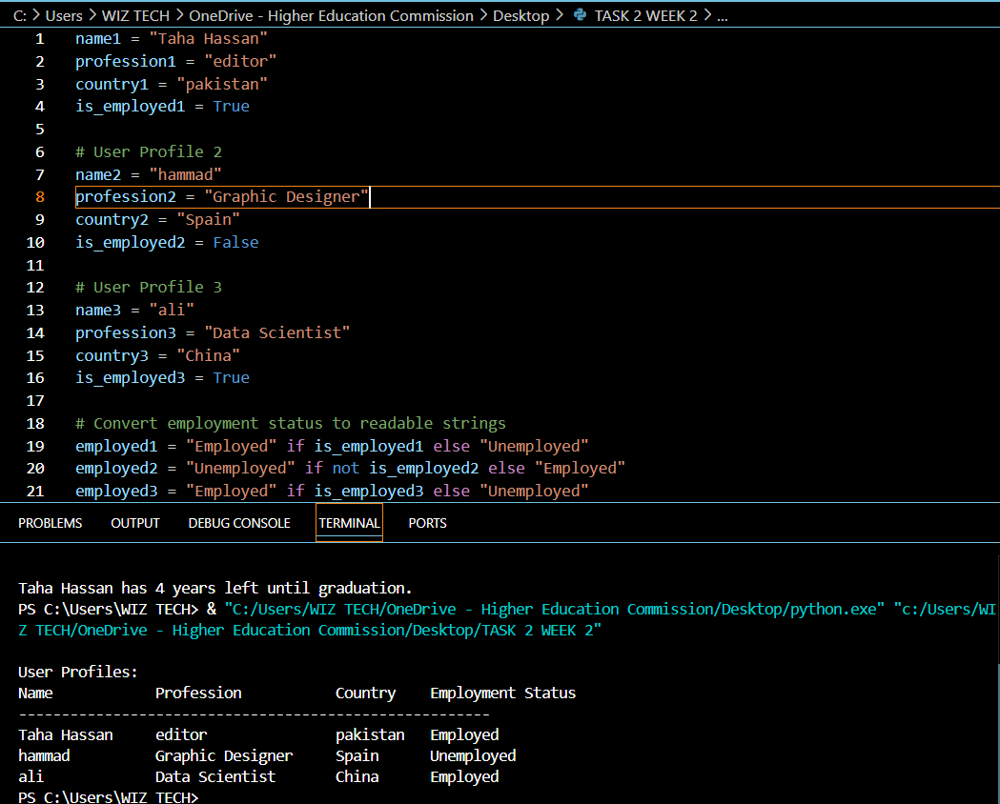 C: > Users > WIZ TECH > OneDrive - Higher Education Commission > Desktop > TASK 2 WEEK 2 > ...
1 name1 = "Taha Hassan"
2 profession1 = "editor"
3 country1 = "pakistan"
4 is_employed1 = True
5
6 # User Profile 2
7 name2 = "hammad"
8 profession2 = "Graphic Designer"
9 country2 = "Spain"
10 is_employed2 = False
11
12 # User Profile 3
13 name3 = "ali"
14 profession3 = "Data Scientist"
15 country3 = "China"
16 is_employed3 = True
17
18 # Convert employment status to readable strings
19 employed1 = "Employed" if is_employed1 else "Unemployed"
20 employed2 = "Unemployed" if not is_employed2 else "Employed"
21 employed3 = "Employed" if is_employed3 else "Unemployed"
PROBLEMS OUTPUT DEBUG CONSOLE TERMINAL PORTS
Taha Hassan has 4 years left until graduation.
PS C:\Users\WIZ TECH> & "C:/Users/WIZ TECH/OneDrive - Higher Education Commission/Desktop/python.exe" "c:/Users/WI
Z TECH/OneDrive - Higher Education Commission/Desktop/TASK 2 WEEK 2"
User Profiles:
Name Profession Country Employment Status
-------------------------------------------------------
Taha Hassan editor pakistan Employed
hammad Graphic Designer Spain Unemployed
ali Data Scientist China Employed
PS C:\Users\WIZ TECH>